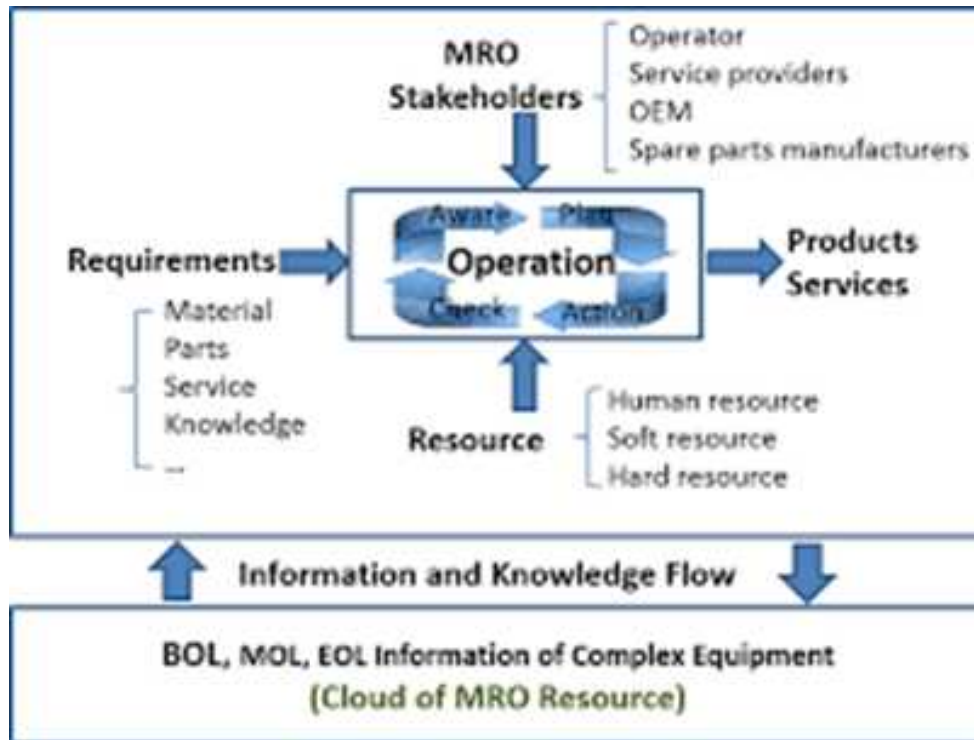 MRO
Stakeholders
Operator
Service providers
OEM
Spare parts manufacturers
Aware
Plan
Requirements
Operation
Products
Services
Check
Action
Material
Parts
Service
Knowledge
...
Resource
Human resource
Soft resource
Hard resource
Information and Knowledge Flow
BOL, MOL, EOL Information of Complex Equipment
(Cloud of MRO Resource)